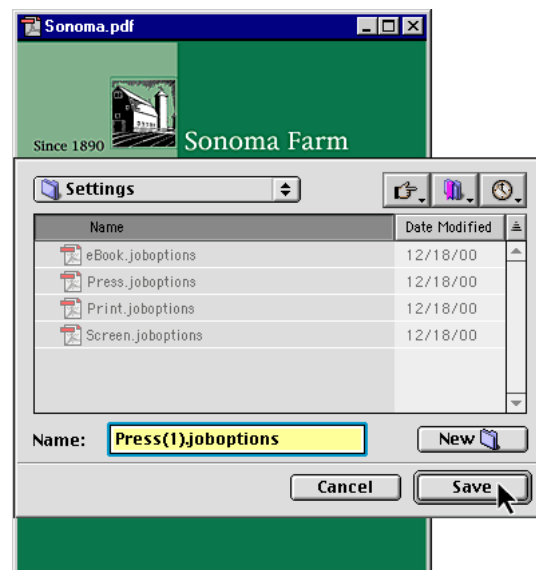 Sonoma.pdf
Since 1890 Sonoma Farm
Settings
Name Date Modified
eBook.joboptions 12/18/00
Press.joboptions 12/18/00
Print.joboptions 12/18/00
Screen.joboptions 12/18/00
Name: Press(1).joboptions New
Cancel Save